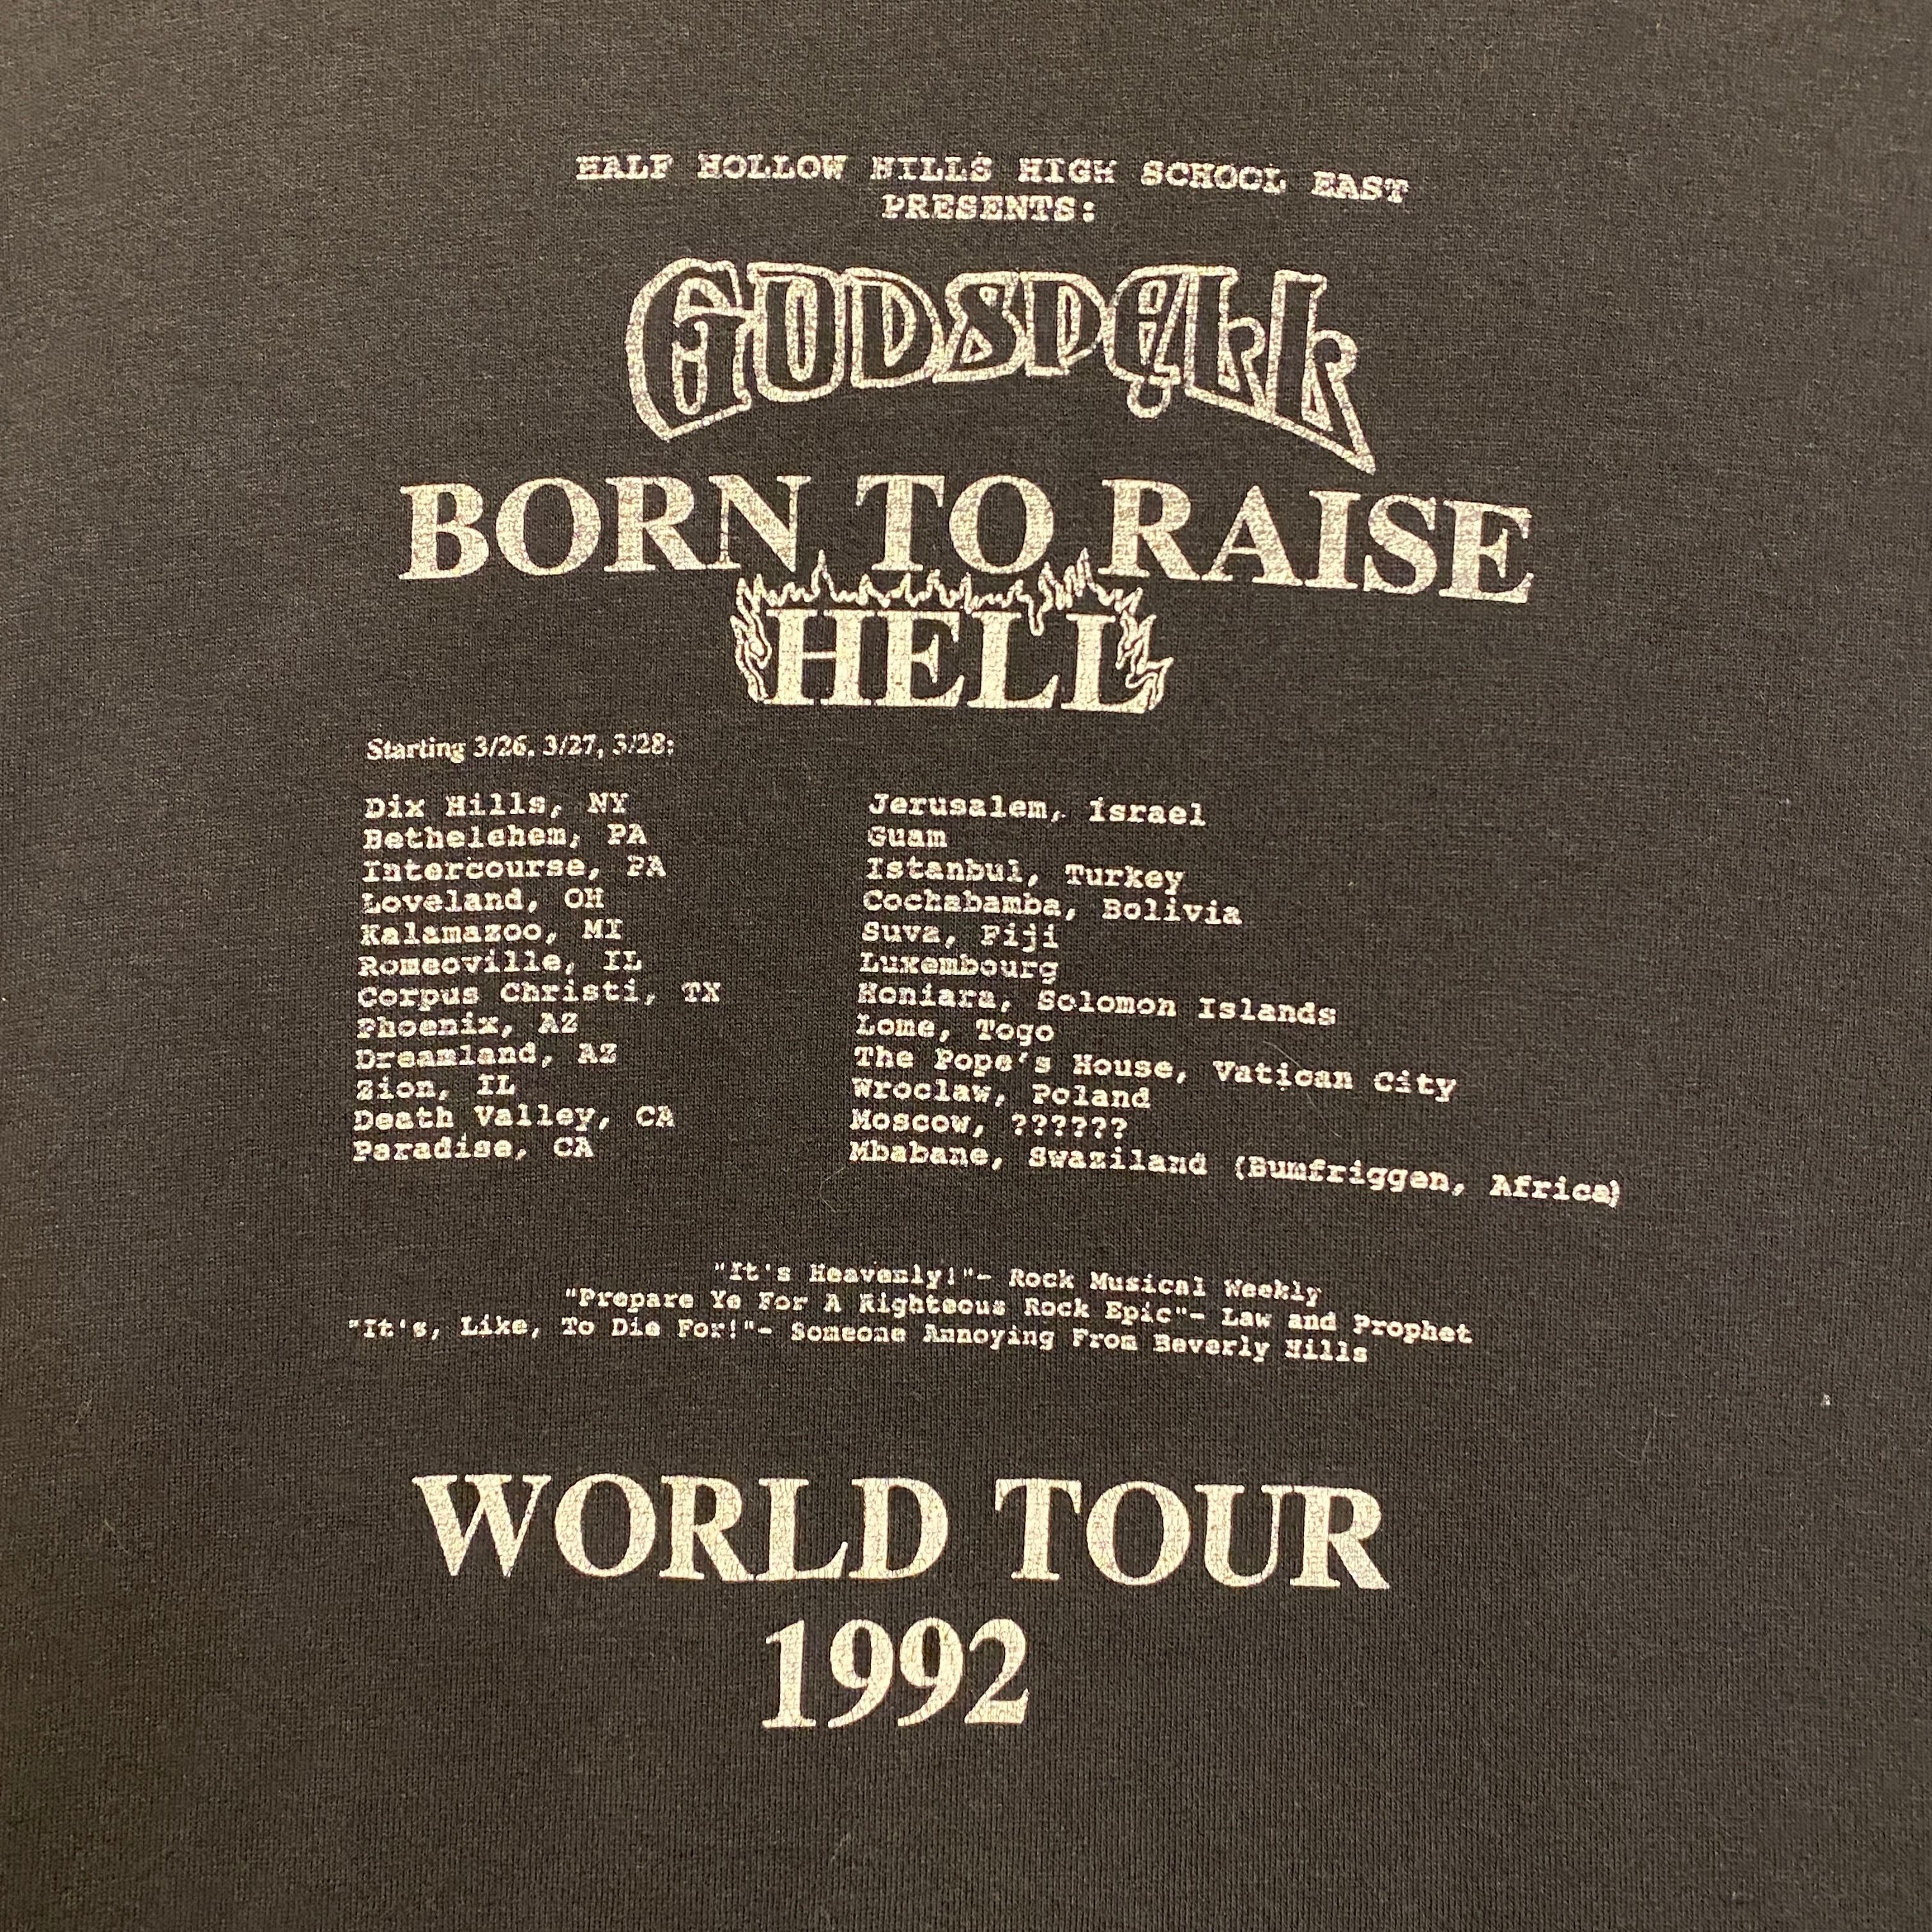 HALF HOLLOW HILLS HIGH SCHOOL EAST
PRESENTS:
GODSPELL
BORN TO RAISE
HELL
Starting 3/26, 3/27, 3/28:
Dix Hills, NY
Bethelehem, PA
Intercourse, PA
Loveland, OH
Kalamazoo, MI
Romeoville, IL
Corpus Christi, TX
Phoenix, AZ
Dreamland, AZ
Zion, IL
Death Valley, CA
Paradise, CA
Jerusalem, Israel
Guam
Istanbul, Turkey
Cochabamba, Bolivia
Suva, Fiji
Luxembourg
Honiara, Solomon Islands
Lome, Togo
The Pope's House, Vatican City
Wroclaw, Poland
Moscow, ??????
Mbabane, Swaziland (Bumfriggen, Africa)
"It's Heavenly!"- Rock Musical Weekly
"Prepare Ye For A Righteous Rock Epic"- Law and Prophet
"It's, Like, To Die For!"- Someone Annoying From Beverly Hills
WORLD TOUR
1992